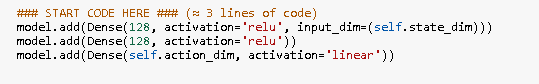 ### START CODE HERE ### (≈ 3 lines of code)
model.add(Dense(128, activation='relu', input_dim=(self.state_dim)))
model.add(Dense(128, activation='relu'))
model.add(Dense(self.action_dim, activation='linear'))